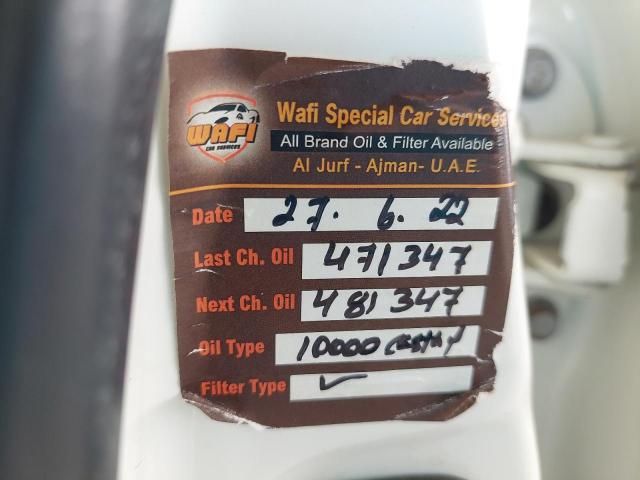 WAFI
CAR SERVICES
Wafi Special Car Services
All Brand Oil & Filter Available
Al Jurf - Ajman- U.A.E.
Date 27. 6. 22
Last Ch. Oil 471347
Next Ch. Oil 481347
Oil Type 10000
Filter Type ✓